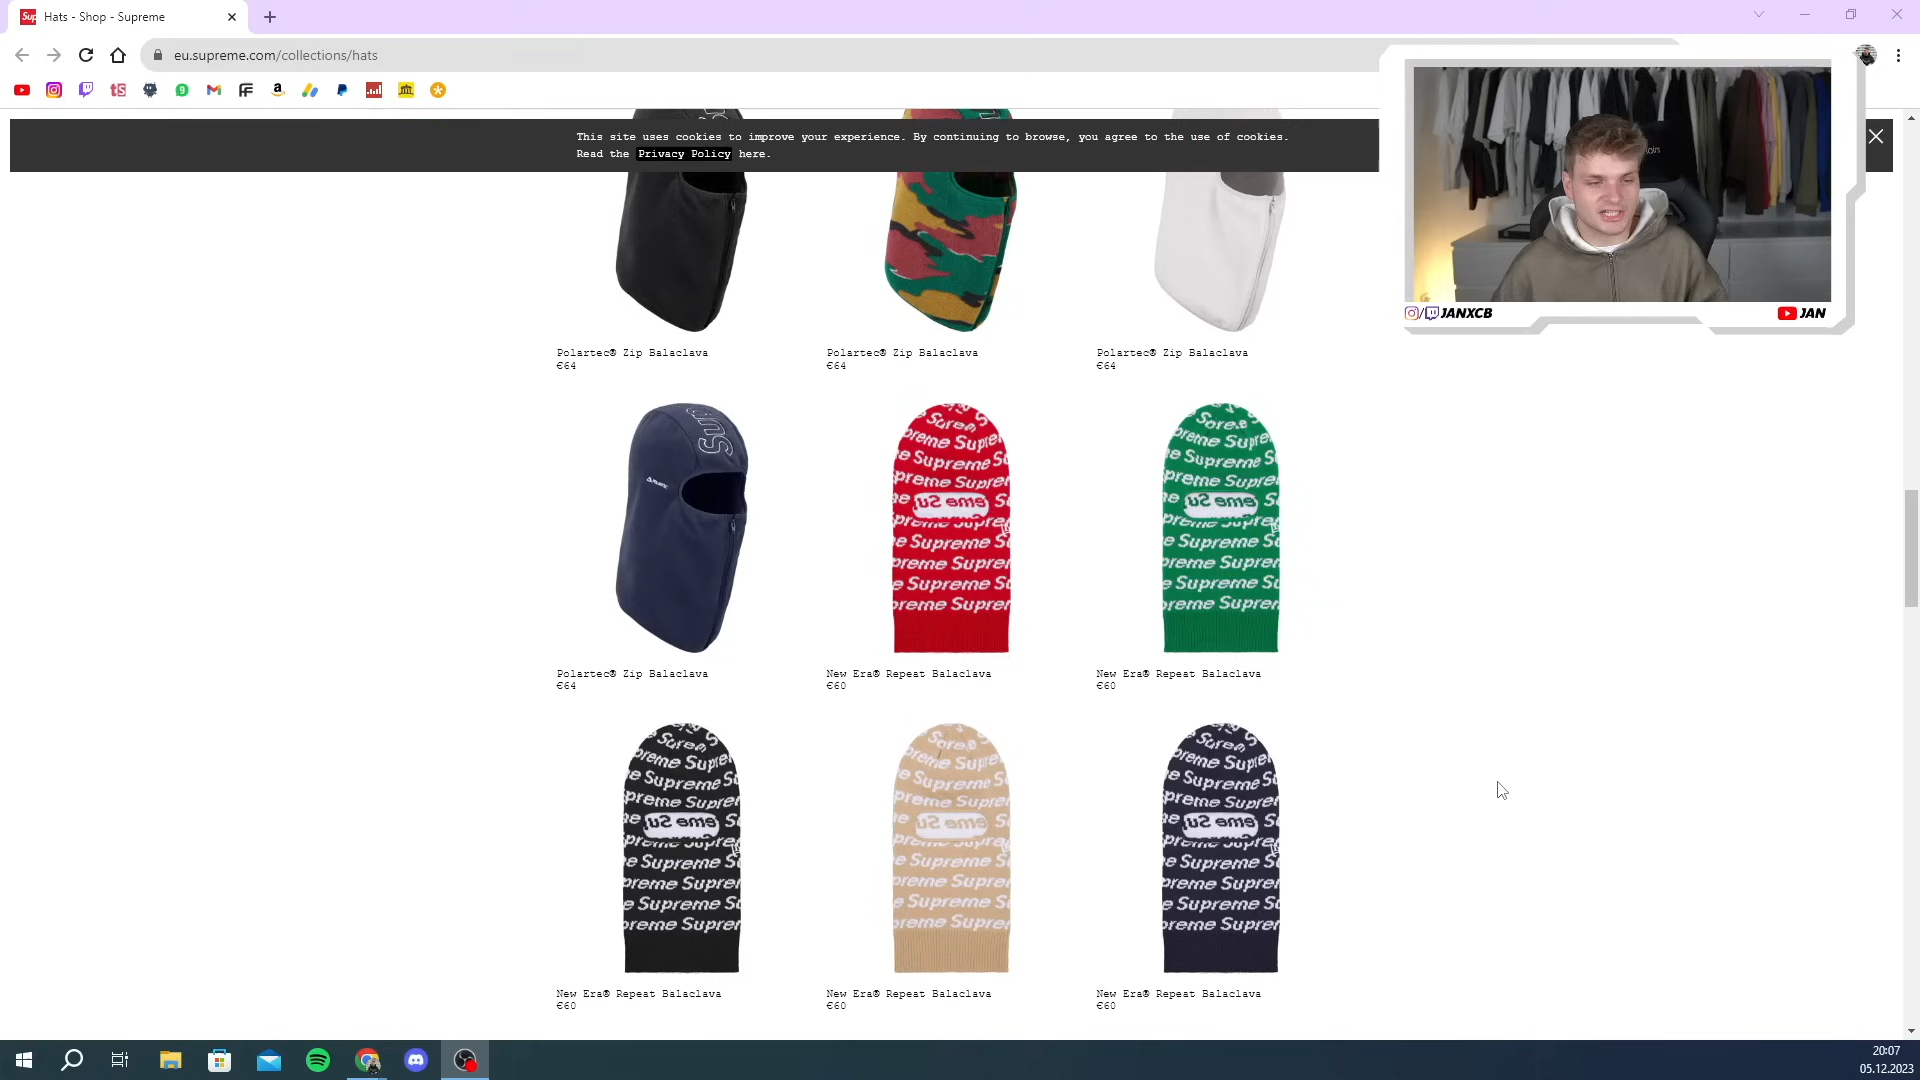 Sup Hats - Shop - Supreme
eu.supreme.com/collections/hats
This site uses cookies to improve your experience. By continuing to browse, you agree to the use of cookies.
Read the Privacy Policy here.
JANXCB
JAN
Polartec® Zip Balaclava
€64
Polartec® Zip Balaclava
€64
Polartec® Zip Balaclava
€64
Polartec® Zip Balaclava
€64
New Era® Repeat Balaclava
€60
New Era® Repeat Balaclava
€60
New Era® Repeat Balaclava
€60
New Era® Repeat Balaclava
€60
New Era® Repeat Balaclava
€60
20:07
05.12.2023